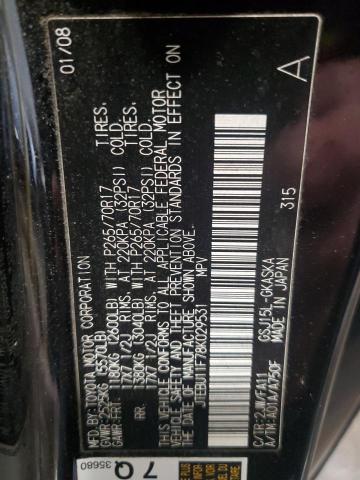 MFD. BY: TOYOTA MOTOR CORPORATION 01/08
GVWR: 2525KG (5570LB)
GAWR: FRT. 1180KG (2600LB) WITH P265/70R17 TIRES.
17X7 1/2J RIMS, AT 220KPA (32PSI) COLD.
RR. 1380KG (3040LB) WITH P265/70R17 TIRES.
17X7 1/2J RIMS, AT 220KPA (32PSI) COLD.
THIS VEHICLE CONFORMS TO ALL APPLICABLE FEDERAL MOTOR
VEHICLE SAFETY AND THEFT PREVENTION STANDARDS IN EFFECT ON
THE DATE OF MANUFACTURE SHOWN ABOVE.
JTEBU11F78K029531
MPV
C/TR: 2JW/FA11 GSJ15L-GKASKA A
A/TM: A01A/A750F MADE IN JAPAN
315
7Q 35680